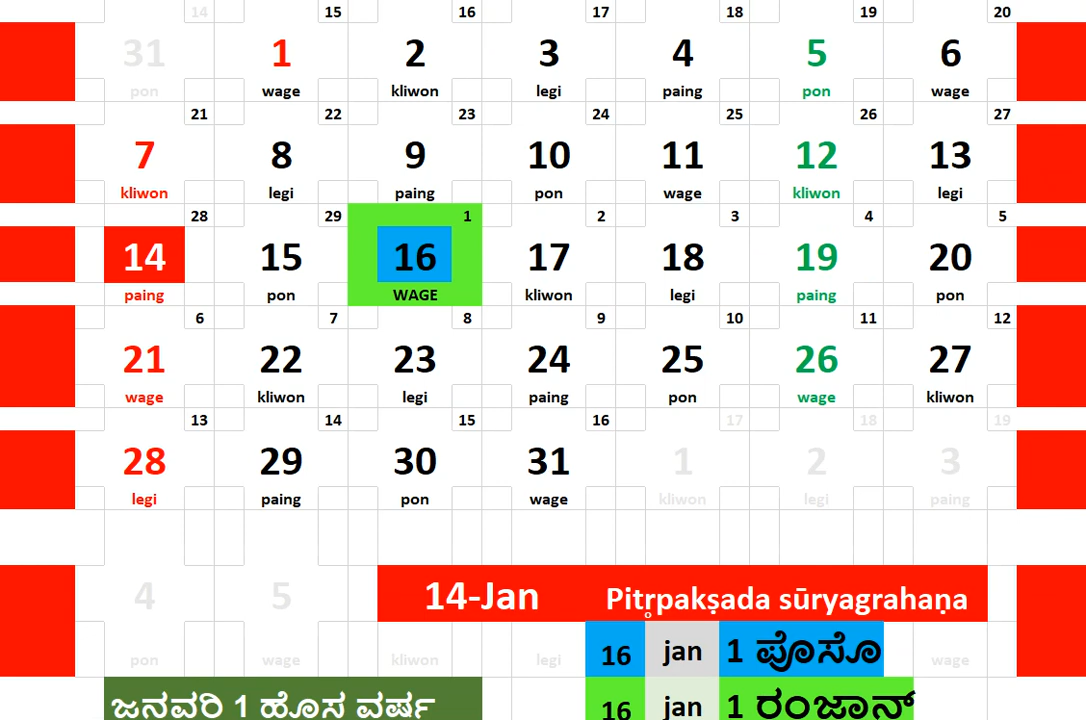 14 15 16 17 18 19 20
31 1 2 3 4 5 6
pon wage kliwon legi paing pon wage
21 22 23 24 25 26 27
7 8 9 10 11 12 13
kliwon legi paing pon wage kliwon legi
28 29 1 2 3 4 5
14 15 16 17 18 19 20
paing pon WAGE kliwon legi paing pon
6 7 8 9 10 11 12
21 22 23 24 25 26 27
wage kliwon legi paing pon wage kliwon
13 14 15 16 17 18 19
28 29 30 31 1 2 3
legi paing pon wage kliwon legi paing
4 5 14-Jan Pitr̥pakṣada sūryagrahaṇa
pon wage kliwon legi 16 jan 1 ಪೊಸೊ wage
ಜನವರಿ 1 ಹೊಸ ವರ್ಷ 16 jan 1 ರಂಜಾನ್